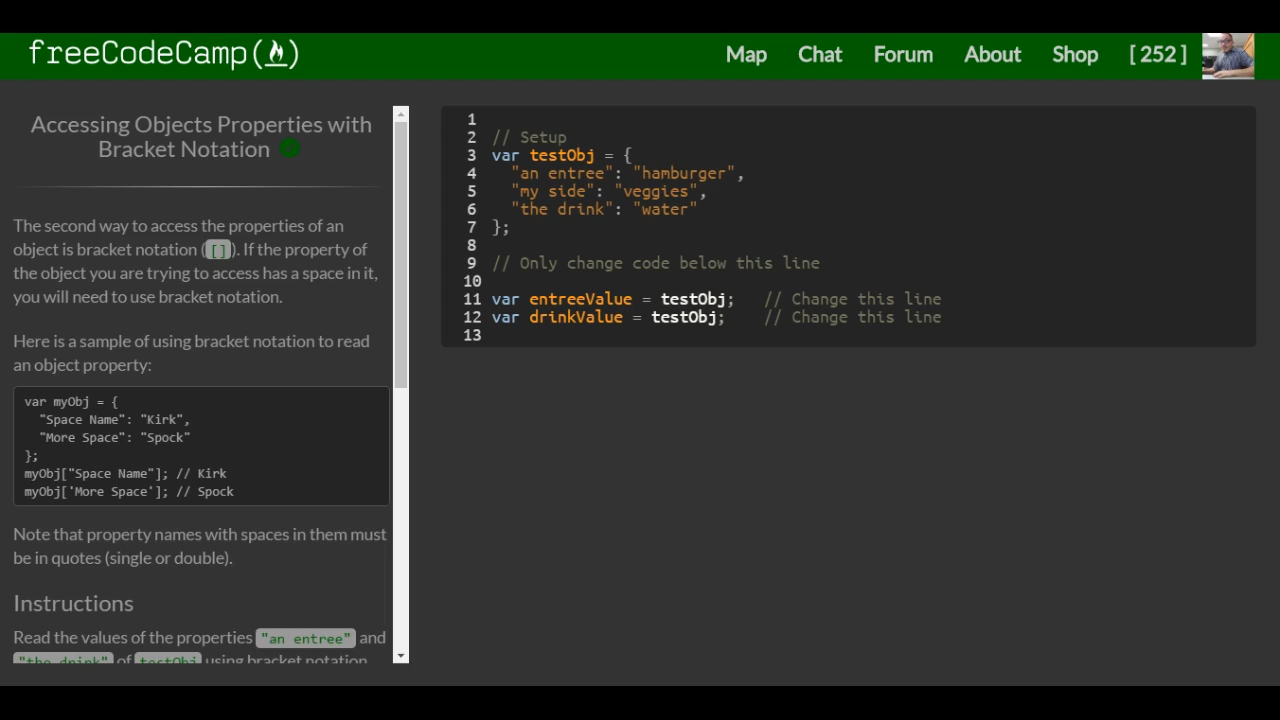 freeCodeCamp(🔥)
Map Chat Forum About Shop [ 252 ]
Accessing Objects Properties with
Bracket Notation
The second way to access the properties of an
object is bracket notation ( [] ). If the property of
the object you are trying to access has a space in it,
you will need to use bracket notation.
Here is a sample of using bracket notation to read
an object property:
var myObj = {
  "Space Name": "Kirk",
  "More Space": "Spock"
};
myObj["Space Name"]; // Kirk
myObj['More Space']; // Spock
Note that property names with spaces in them must
be in quotes (single or double).
Instructions
Read the values of the properties "an entree" and
"the drink" of testObj using bracket notation.
1
2 // Setup
3 var testObj = {
4   "an entree": "hamburger",
5   "my side": "veggies",
6   "the drink": "water"
7 };
8
9 // Only change code below this line
10
11 var entreeValue = testObj;   // Change this line
12 var drinkValue = testObj;    // Change this line
13